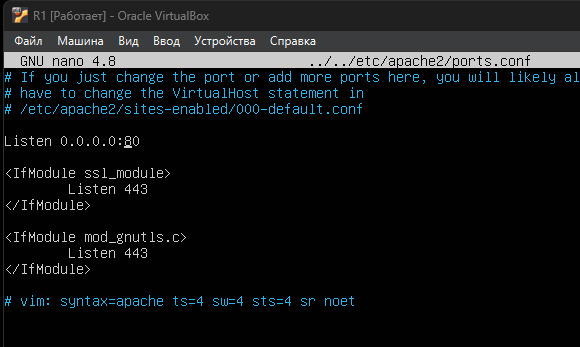 R1 [Работает] - Oracle VirtualBox
Файл Машина Вид Ввод Устройства Справка
GNU nano 4.8 ../../etc/apache2/ports.conf
# If you just change the port or add more ports here, you will likely al
# have to change the VirtualHost statement in
# /etc/apache2/sites-enabled/000-default.conf
Listen 0.0.0.0:80
<IfModule ssl_module>
Listen 443
</IfModule>
<IfModule mod_gnutls.c>
Listen 443
</IfModule>
# vim: syntax=apache ts=4 sw=4 sts=4 sr noet